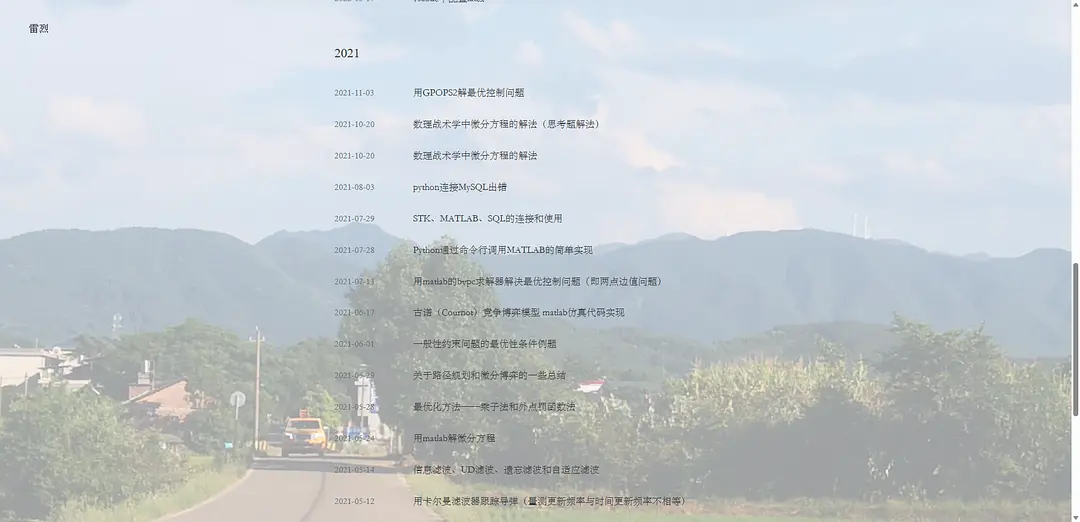 雷烈
2021
2021-11-03 用GPOPS2解最优控制问题
2021-10-20 数理战术学中微分方程的解法（思考题解法）
2021-10-20 数理战术学中微分方程的解法
2021-08-03 python连接MySQL出错
2021-07-29 STK、MATLAB、SQL的连接和使用
2021-07-28 Python通过命令行调用MATLAB的简单实现
2021-07-13 用matlab的bvpc求解器解决最优控制问题（即两点边值问题）
2021-06-17 古诺（Cournot）竞争博弈模型 matlab仿真代码实现
2021-06-01 一般性约束问题的最优性条件例题
2021-05-29 关于路径规划和微分博弈的一些总结
2021-05-28 最优化方法——乘子法和外点罚函数法
2021-05-24 用matlab解微分方程
2021-05-14 信息滤波、UD滤波、遗忘滤波和自适应滤波
2021-05-12 用卡尔曼滤波器跟踪导弹（量测更新频率与时间更新频率不相等）